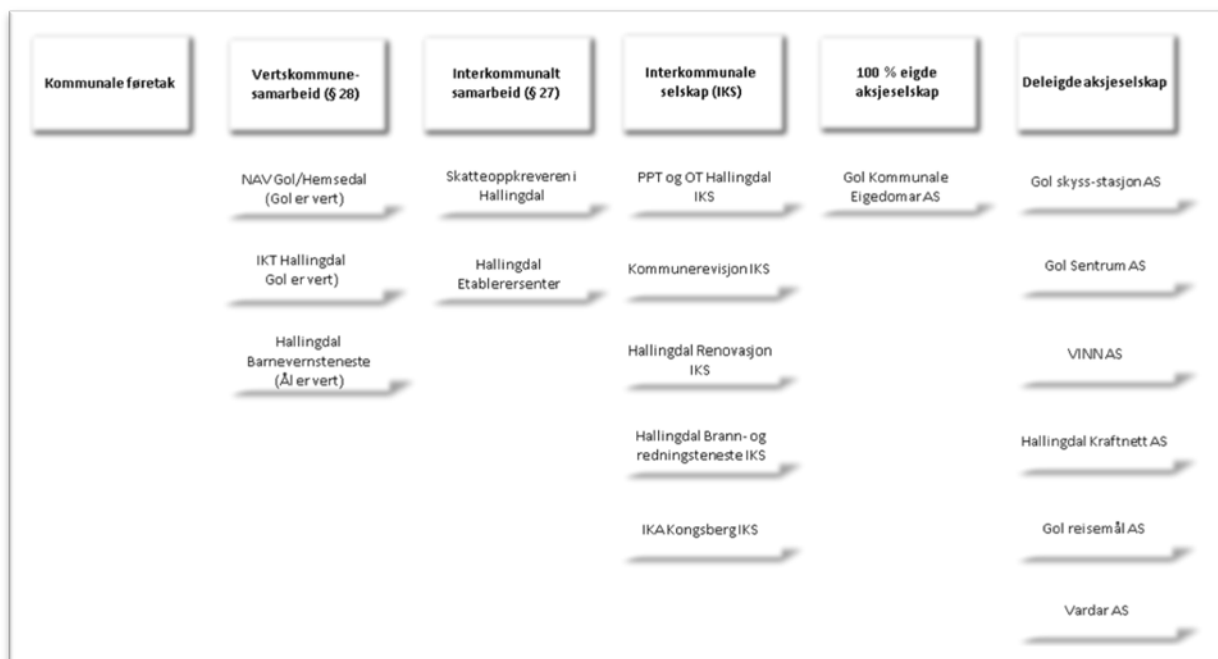 Kommunale føretak
Vertskommune-
samarbeid (§ 28)
NAV Gol/Hemsedal
(Gol er vert)
IKT Hallingdal
Gol er vert)
Hallingdal
Barnevernsteneste
(Ål er vert)
Interkommunalt
samarbeid (§ 27)
Skatteoppkreveren i
Hallingdal
Hallingdal
Etablerersenter
Interkommunale
selskap (IKS)
PPT og OT Hallingdal
IKS
Kommunerevisjon IKS
Hallingdal Renovasjon
IKS
Hallingdal Brann- og
redningsteneste IKS
IKA Kongsberg IKS
100 % eigde
aksjeselskap
Gol Kommunale
Eigedomar AS
Deleigde aksjeselskap
Gol skyss-stasjon AS
Gol Sentrum AS
VINN AS
Hallingdal Kraftnett AS
Gol reisemål AS
Vardar AS